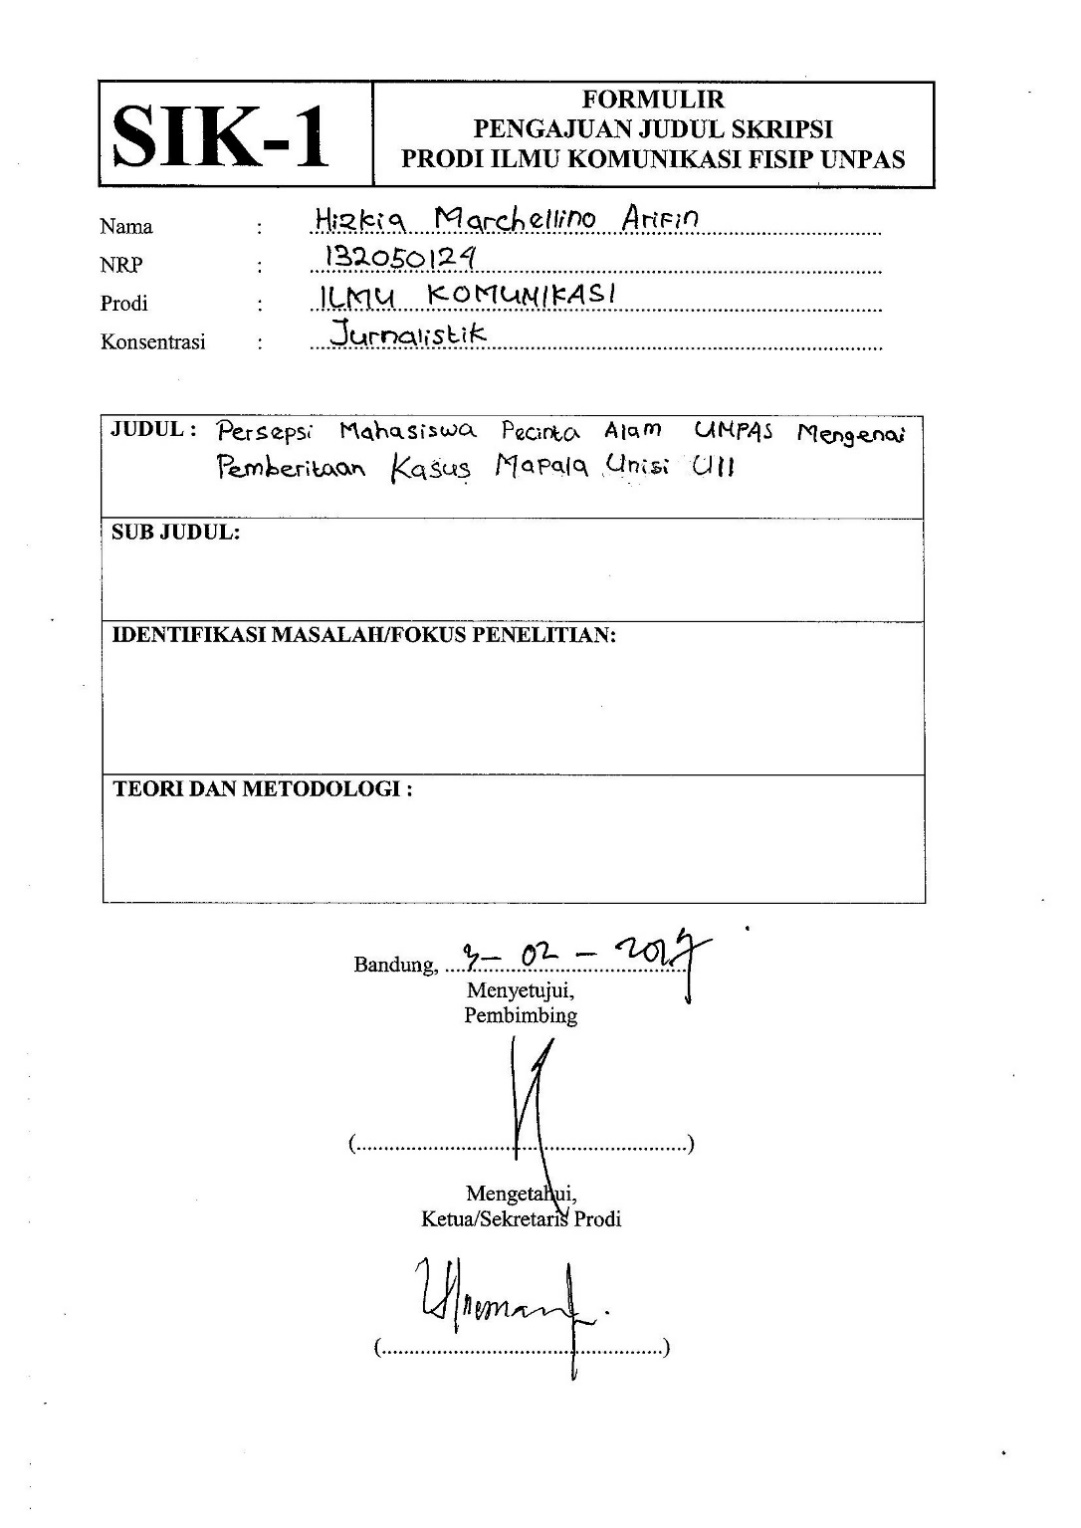 SIK-1
FORMULIR
PENGAJUAN JUDUL SKRIPSI
PRODI ILMU KOMUNIKASI FISIP UNPAS
Nama : Hizkia Marchellino Arifin
NRP : 132050124
Prodi : ILMU KOMUNIKASI
Konsentrasi : Jurnalistik
JUDUL : Persepsi Mahasiswa Pecinta Alam UNPAS Mengenai
Pemberitaan Kasus Mapala Unisi UII
SUB JUDUL:
IDENTIFIKASI MASALAH/FOKUS PENELITIAN:
TEORI DAN METODOLOGI :
Bandung, 3-02-2017
Menyetujui,
Pembimbing
(..........)
Mengetahui,
Ketua/Sekretaris Prodi
(..........)